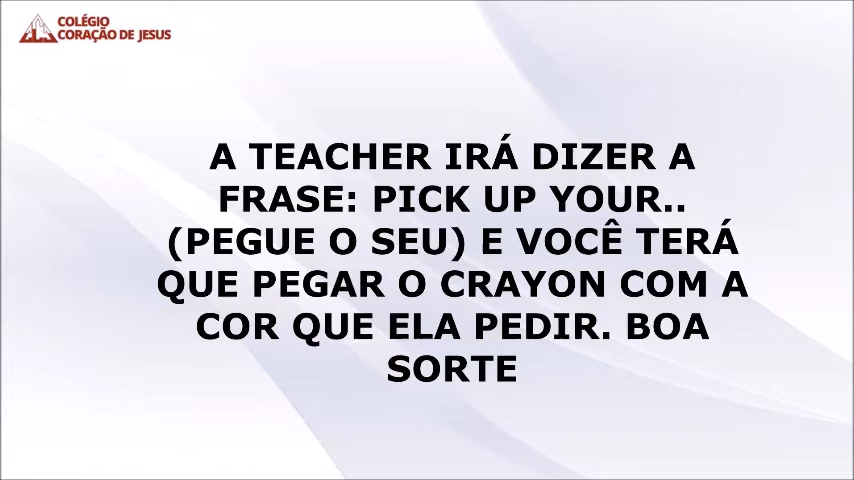 COLÉGIO
CORAÇÃO DE JESUS
A TEACHER IRÁ DIZER A
FRASE: PICK UP YOUR..
(PEGUE O SEU) E VOCÊ TERÁ
QUE PEGAR O CRAYON COM A
COR QUE ELA PEDIR. BOA
SORTE